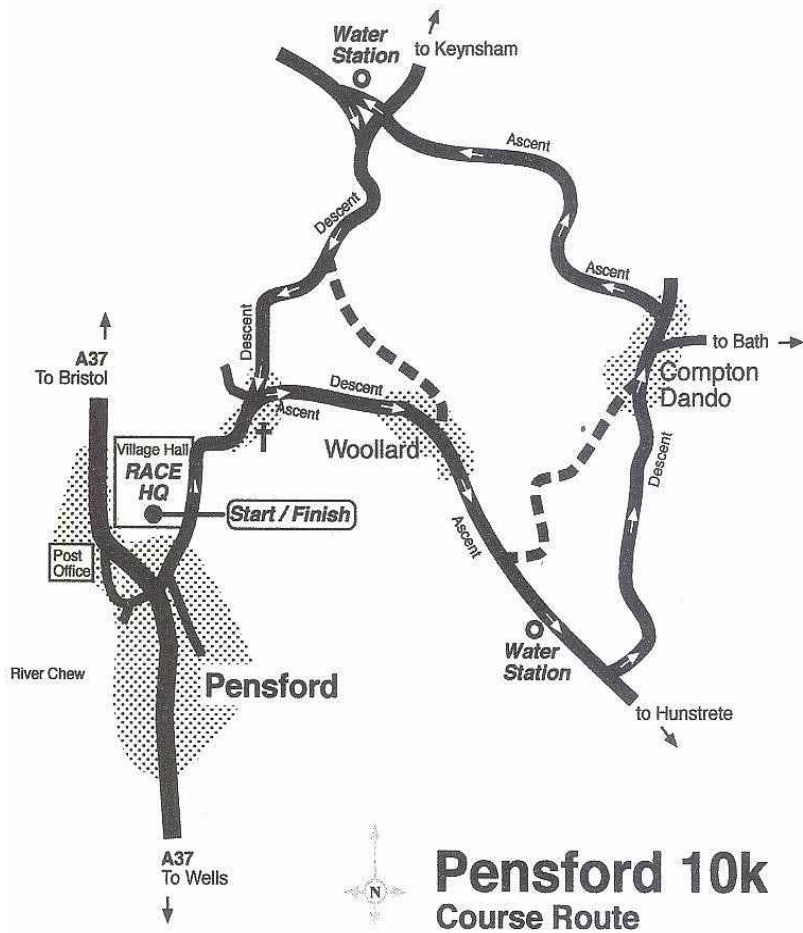 Water
Station
to Keynsham
Ascent
Descent
Ascent
Descent
A37
To Bristol
to Bath
Compton
Dando
Descent
Ascent
Woollard
Descent
Village Hall
RACE
HQ
Start / Finish
Ascent
Post
Office
Water
Station
River Chew
Pensford
to Hunstrete
A37
To Wells
N
Pensford 10k
Course Route